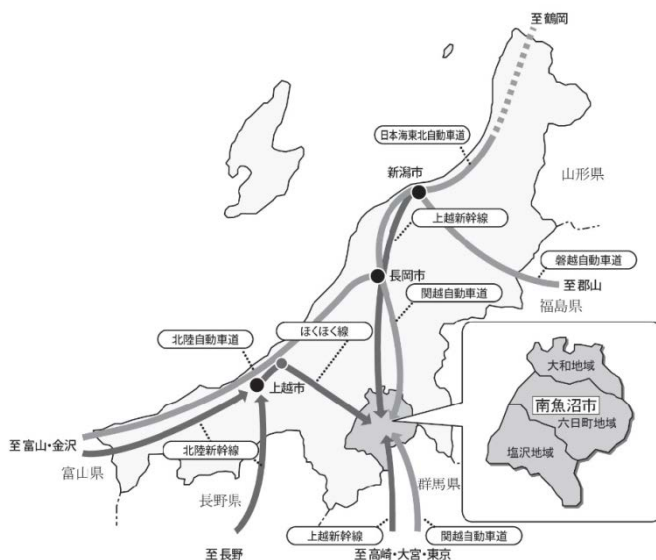 至鶴岡
日本海東北自動車道
新潟市
山形県
上越新幹線
磐越自動車道
長岡市
至郡山
関越自動車道
福島県
北陸自動車道
ほくほく線
大和地域
上越市
南魚沼市
六日町地域
至富山・金沢
塩沢地域
北陸新幹線
富山県
長野県
群馬県
上越新幹線
関越自動車道
至長野
至高崎・大宮・東京